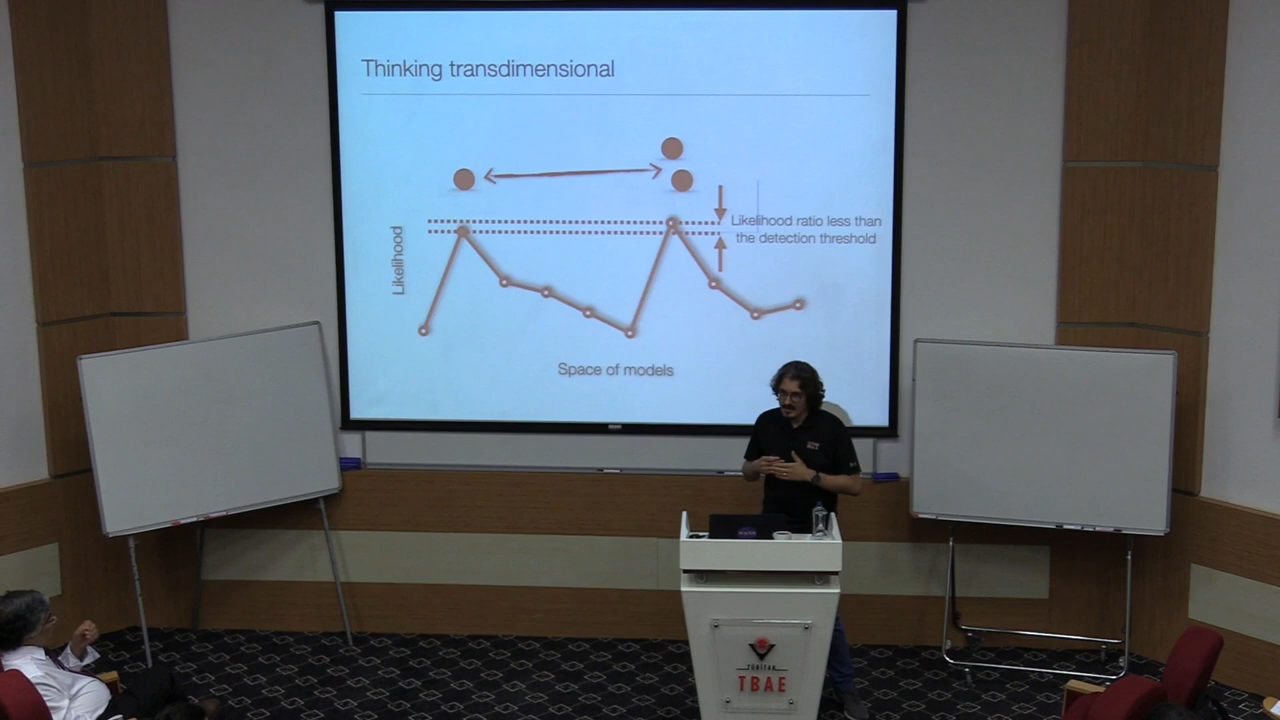 Thinking transdimensional
Likelihood ratio less than
the detection threshold
Likelihood
Space of models
TÜBİTAK
TBAE